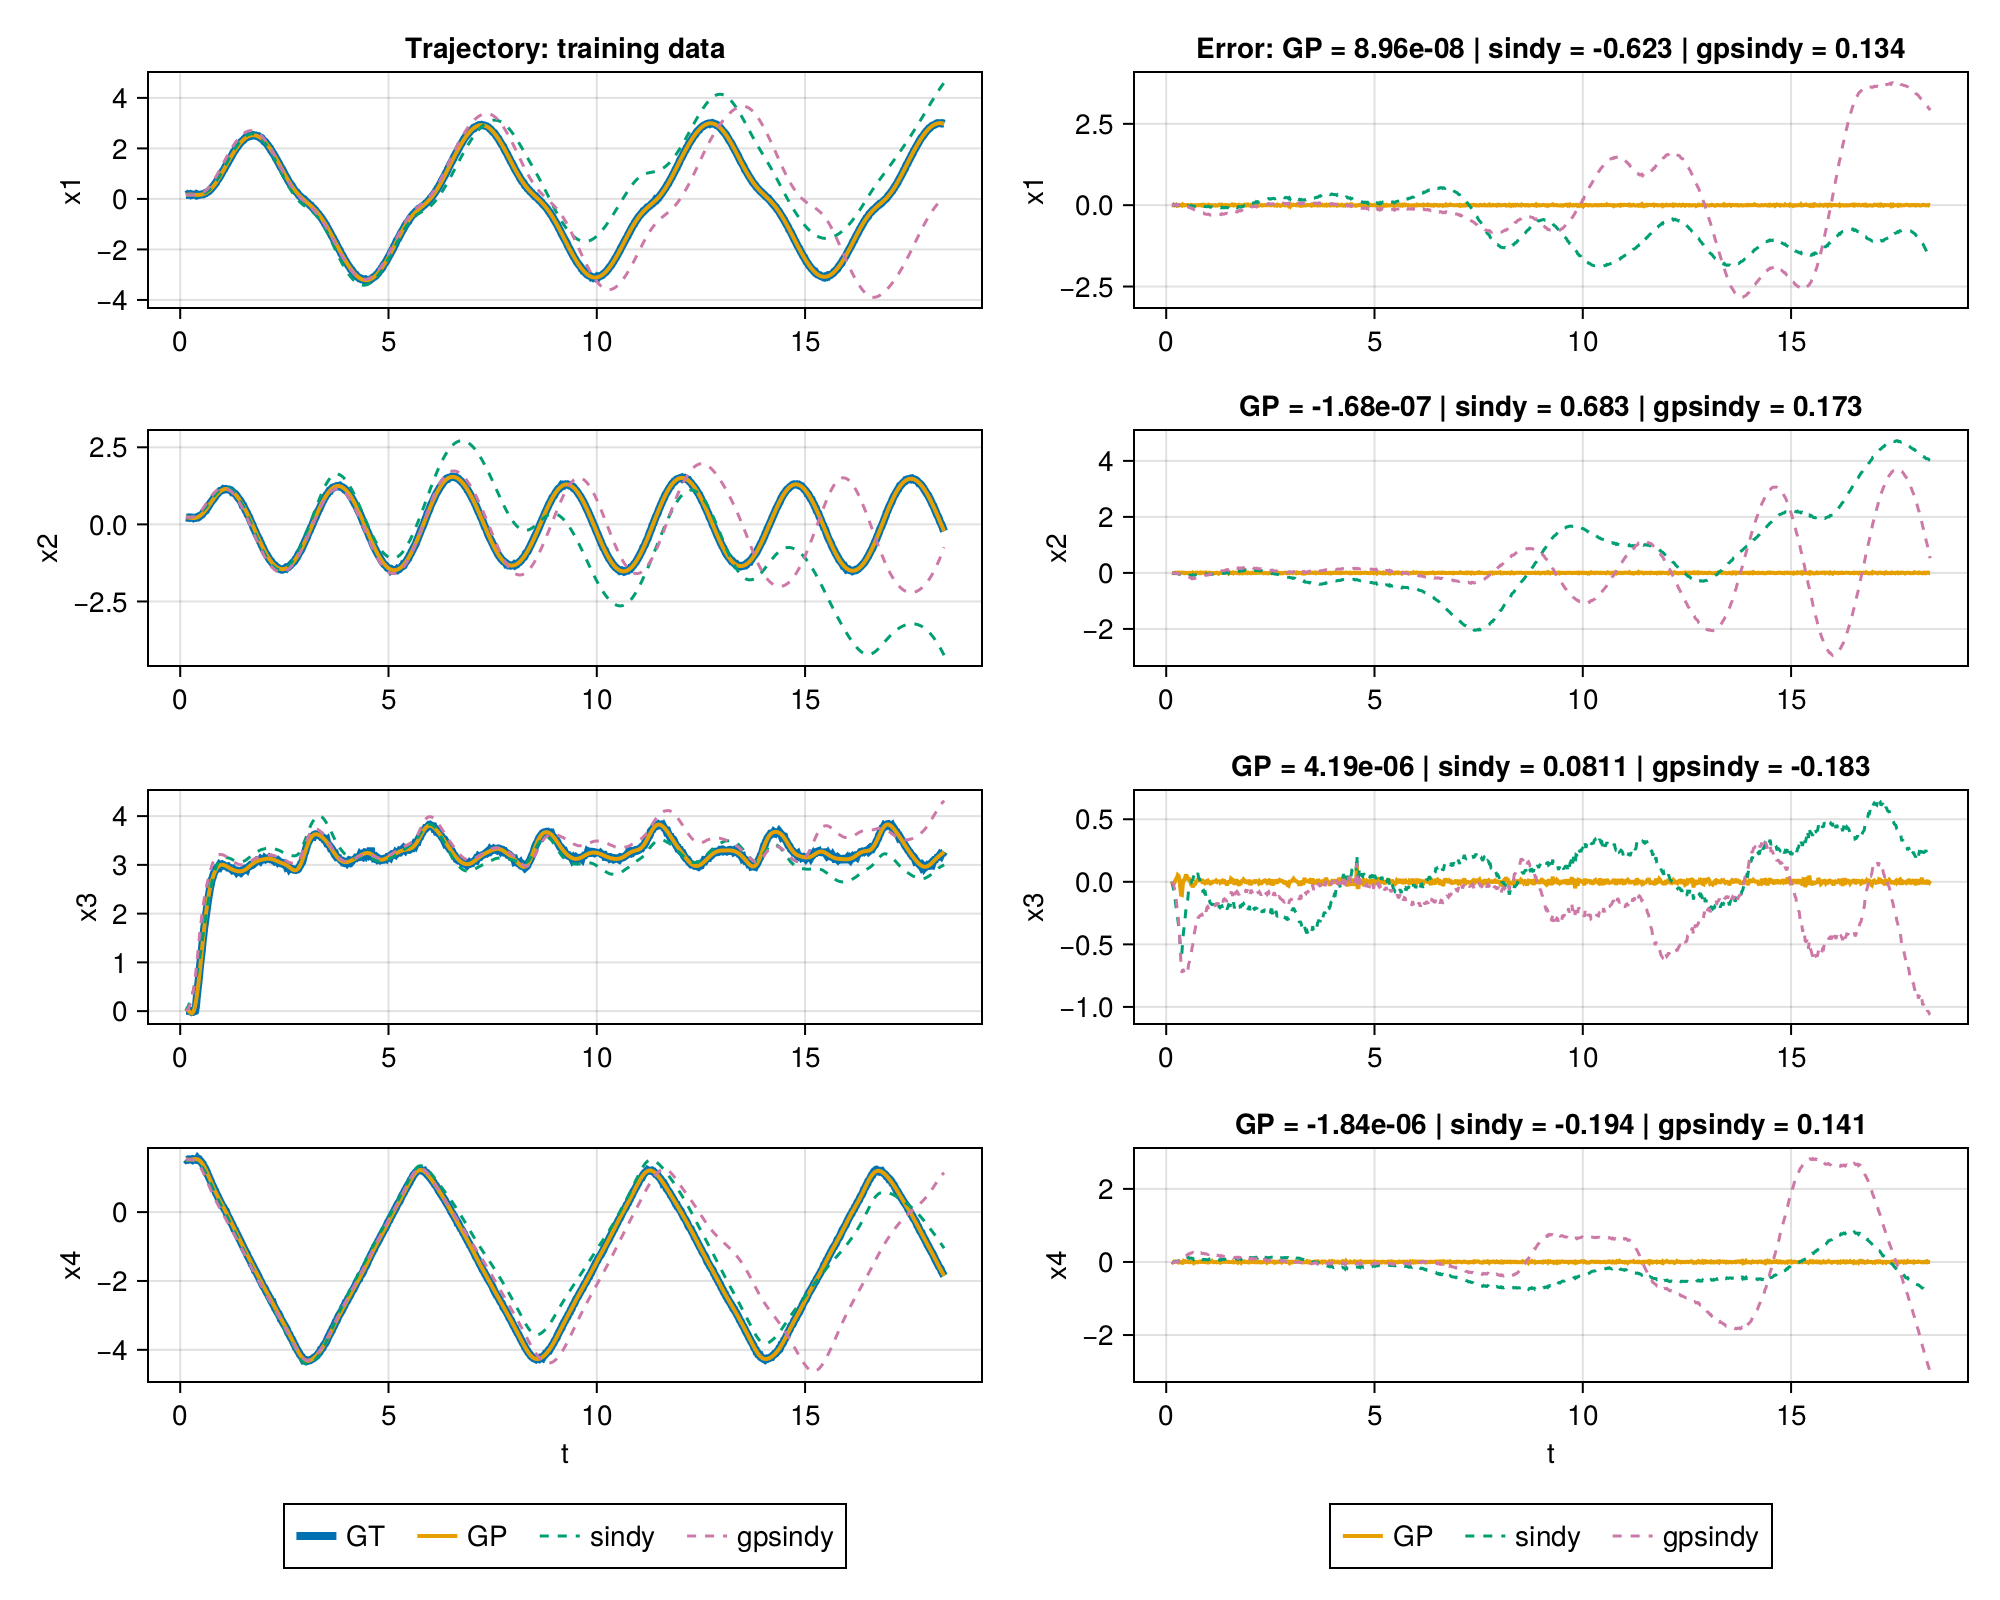 Trajectory: training data
Error: GP = 8.96e-08 | sindy = -0.623 | gpsindy = 0.134
x1
4
2
0
−2
−4
0 5 10 15
x1
2.5
0.0
−2.5
0 5 10 15
GP = -1.68e-07 | sindy = 0.683 | gpsindy = 0.173
x2
2.5
0.0
−2.5
0 5 10 15
x2
4
2
0
−2
0 5 10 15
GP = 4.19e-06 | sindy = 0.0811 | gpsindy = -0.183
x3
4
3
2
1
0
0 5 10 15
x3
0.5
0.0
−0.5
−1.0
0 5 10 15
GP = -1.84e-06 | sindy = -0.194 | gpsindy = 0.141
x4
0
−2
−4
0 5 10 15
t
x4
2
0
−2
0 5 10 15
t
GT GP sindy gpsindy
GP sindy gpsindy